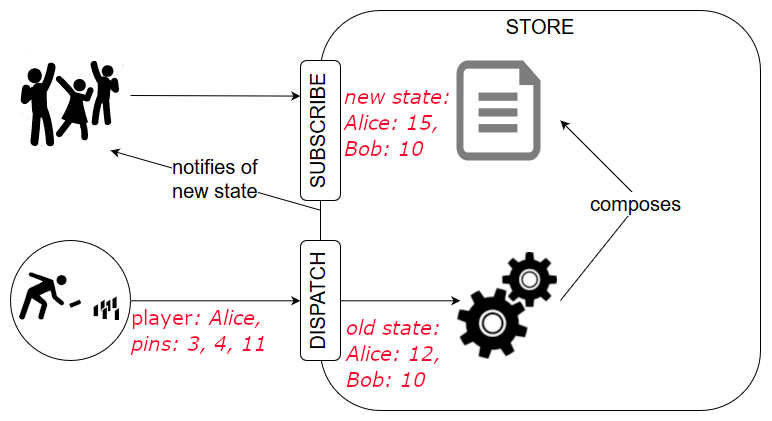 STORE
SUBSCRIBE
new state:
Alice: 15,
Bob: 10
notifies of
new state
composes
DISPATCH
player: Alice,
pins: 3, 4, 11
old state:
Alice: 12,
Bob: 10